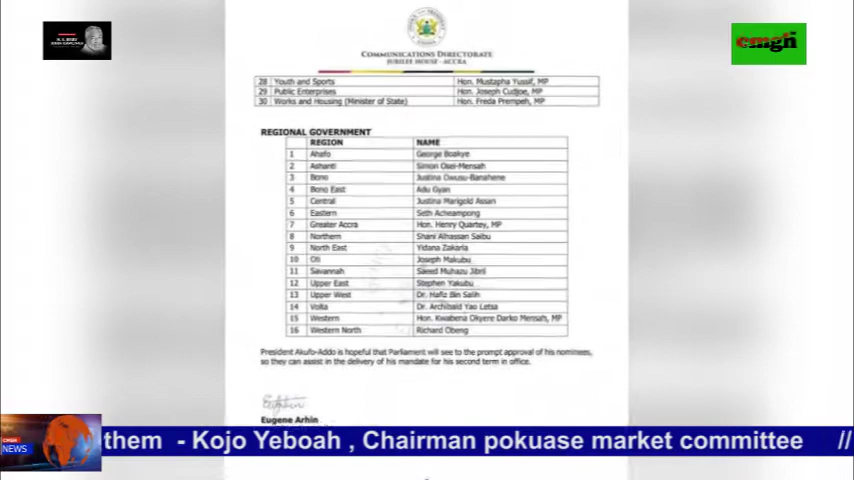 cmgh
COMMUNICATIONS DIRECTORATE
JUBILEE HOUSE - ACCRA
28 Youth and Sports Hon. Mustapha Yussif, MP
29 Public Enterprises Hon. Joseph Cudjoe, MP
30 Works and Housing (Minister of State) Hon. Freda Prempeh, MP
REGIONAL GOVERNMENT
REGION NAME
1 Ahafo George Boakye
2 Ashanti Simon Osei-Mensah
3 Bono Justina Owusu-Banahene
4 Bono East Adu Gyan
5 Central Justina Marigold Assan
6 Eastern Seth Acheampong
7 Greater Accra Hon. Henry Quartey, MP
8 Northern Shani Alhassan Saibu
9 North East Yidana Zakaria
10 Oti Joseph Makubu
11 Savannah Saeed Muhazu Jibril
12 Upper East Stephen Yakubu
13 Upper West Dr. Hafiz Bin Salih
14 Volta Dr. Archibald Yao Letsa
15 Western Hon. Kwabena Okyere Darko Mensah, MP
16 Western North Richard Obeng
President Akufo-Addo is hopeful that Parliament will see to the prompt approval of his nominees,
so they can assist in the delivery of his mandate for his second term in office.
Eugene Arhin
CMGH
NEWS
them - Kojo Yeboah , Chairman pokuase market committee //